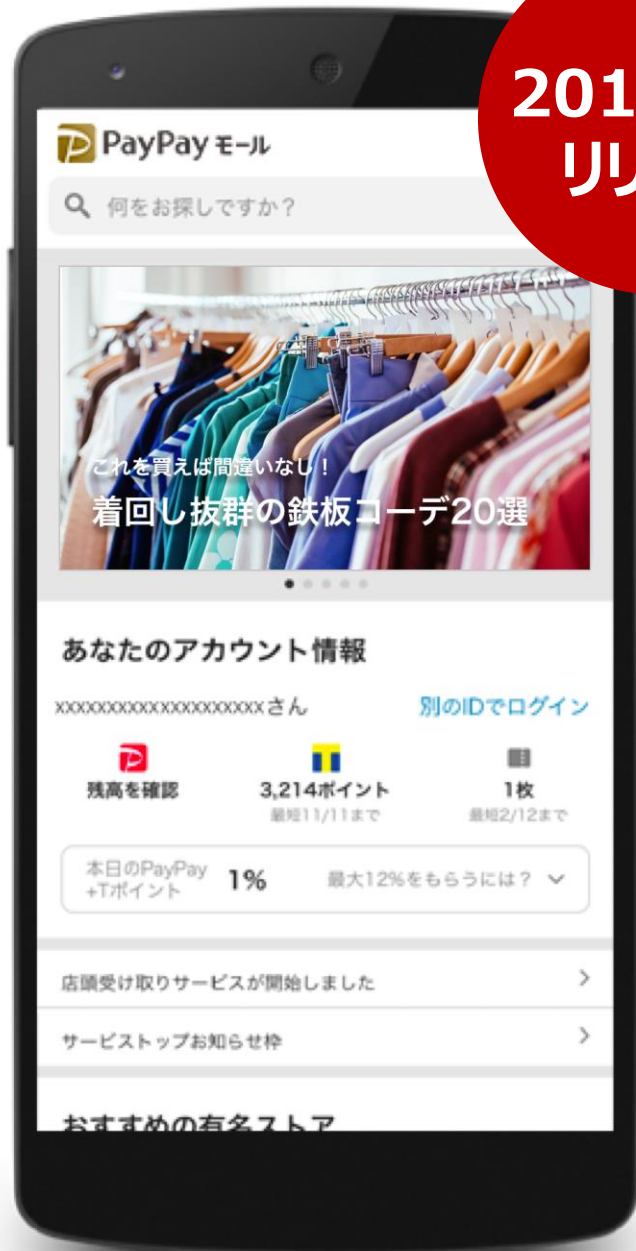 201
リリ
PayPayモール
何をお探しですか？
これを買えば間違いなし！
着回し抜群の鉄板コーデ20選
あなたのアカウント情報
xxxxxxxxxxxxxxxxxxxxxさん
別のIDでログイン
残高を確認
3,214ポイント
最短11/11まで
1枚
最短2/12まで
本日のPayPay
+Tポイント
1%
最大12%をもらうには？
店頭受け取りサービスが開始しました
サービストップお知らせ枠
おすすめの有名ストア